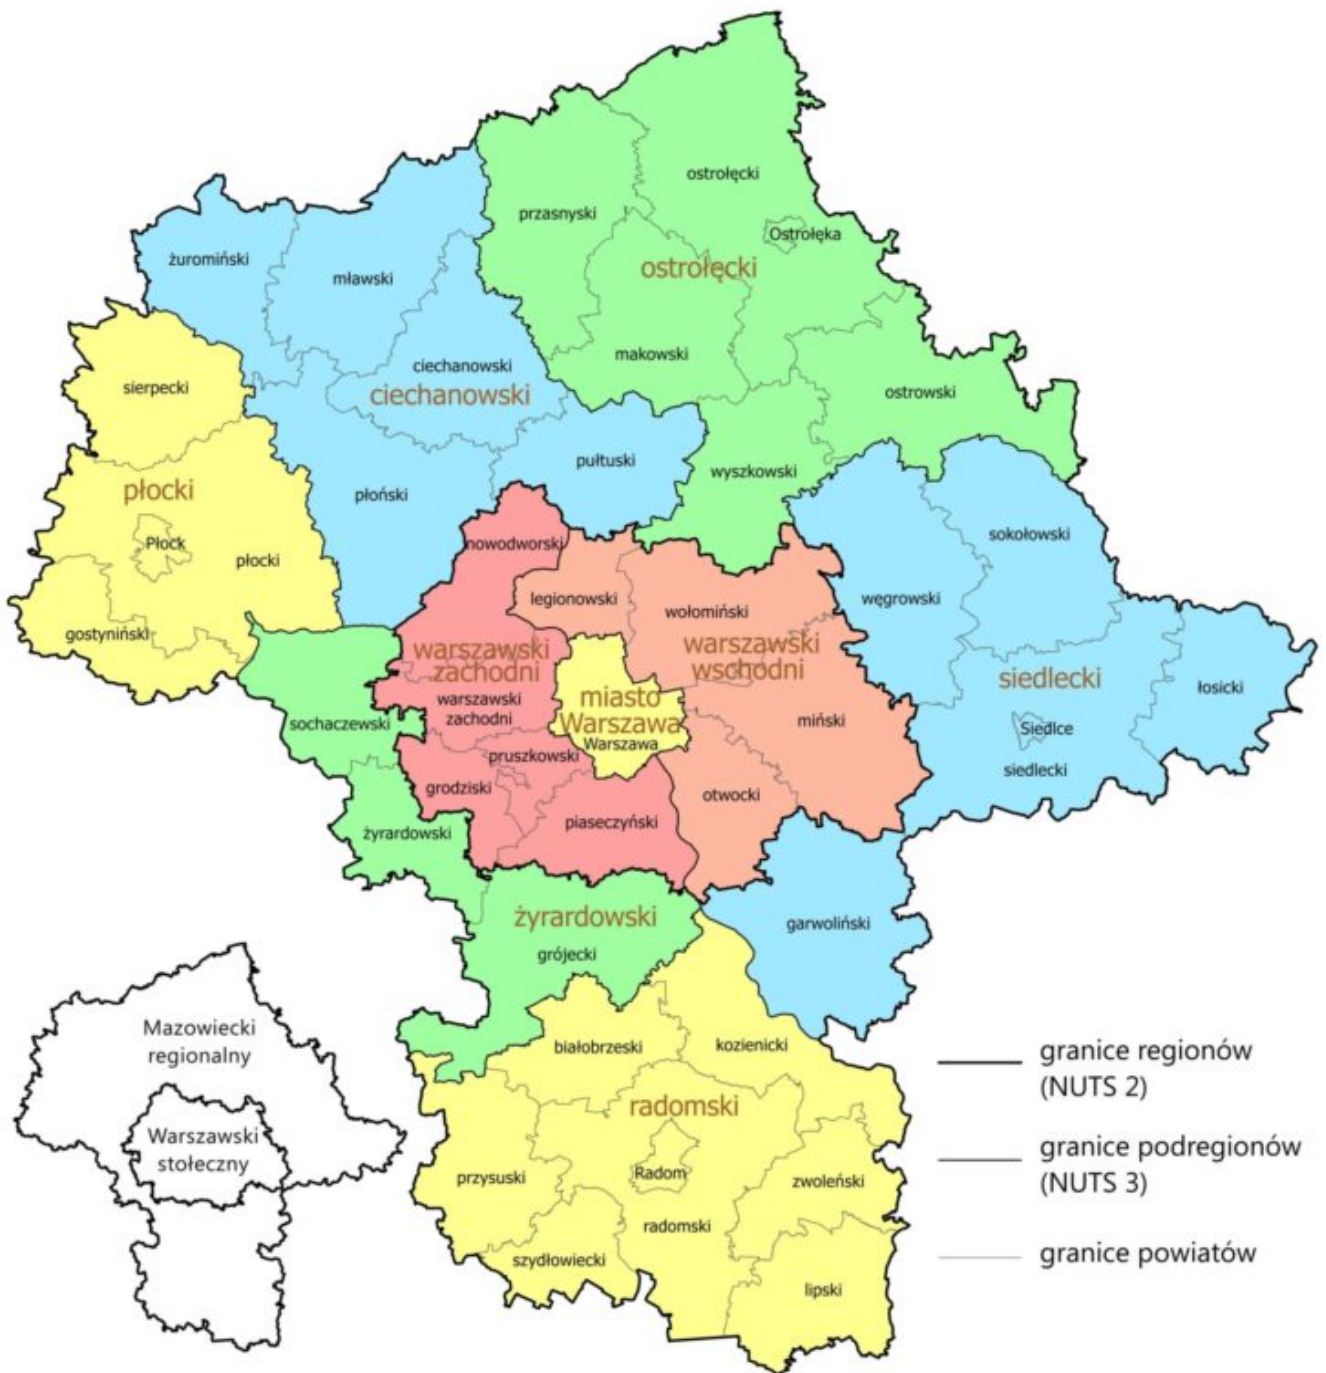 ostrołęcki
przasnyski
Ostrołęka
żuromiński
ostrołęcki
mławski
makowski
ciechanowski
sierpecki
ciechanowski
ostrowski
pułtuski
wyszkowski
płocki
płoński
sokołowski
Płock
nowodworski
płocki
legionowski
węgrowski
wołomiński
gostyniński
warszawski
zachodni
warszawski
wschodni
siedlecki
łosicki
warszawski
zachodni
miasto
Warszawa
Warszawa
sochaczewski
miński
Siedlce
pruszkowski
siedlecki
grodziski
otwocki
piaseczyński
żyrardowski
żyrardowski
garwoliński
grójecki
Mazowiecki
regionalny
białobrzeski
kozienicki
granice regionów
(NUTS 2)
radomski
Warszawski
stołeczny
granice podregionów
(NUTS 3)
przysuski
Radom
zwoleński
radomski
szydłowiecki
granice powiatów
lipski